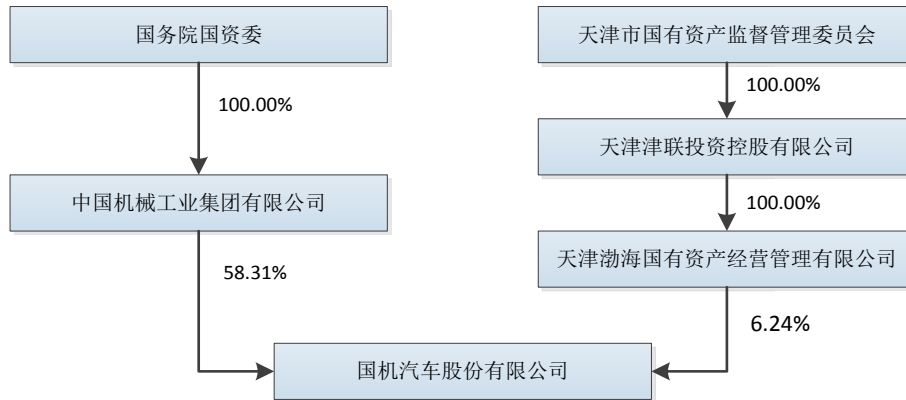 国务院国资委
天津市国有资产监督管理委员会
100.00%
100.00%
天津津联投资控股有限公司
中国机械工业集团有限公司
100.00%
天津渤海国有资产经营管理有限公司
58.31%
6.24%
国机汽车股份有限公司